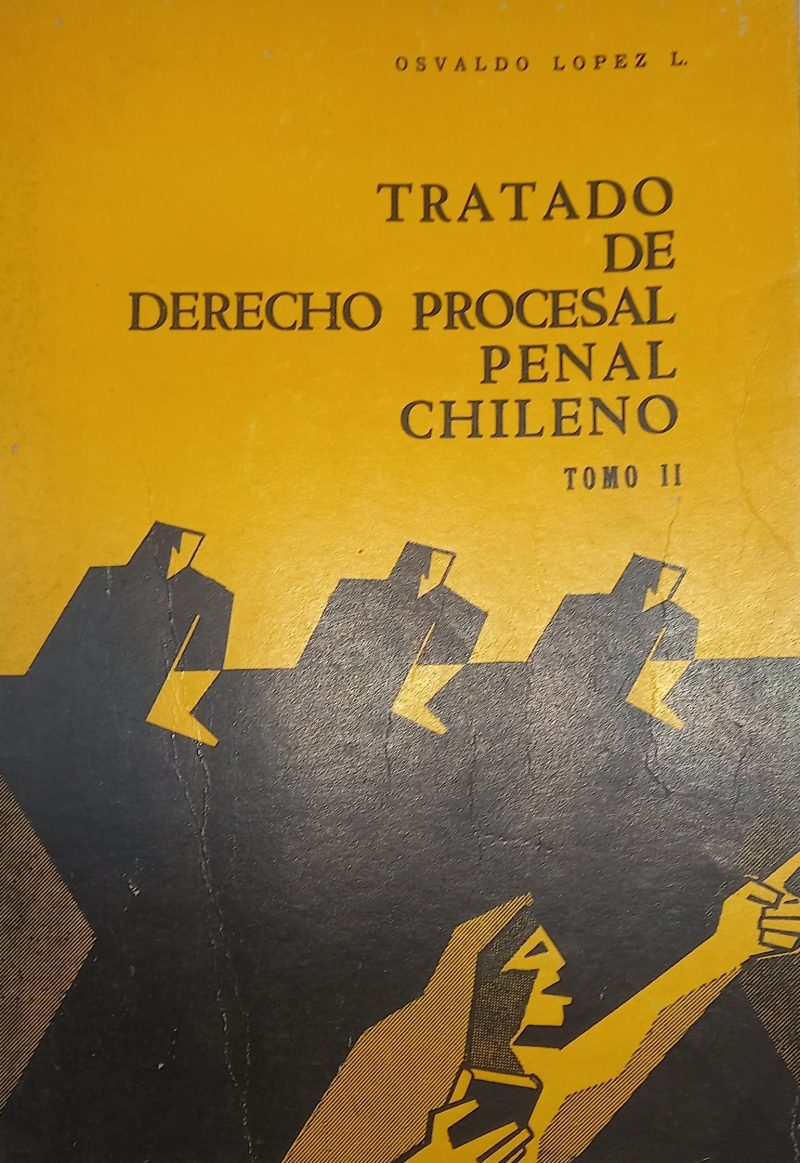 OSVALDO LOPEZ L.
TRATADO
DE
DERECHO PROCESAL
PENAL
CHILENO
TOMO II